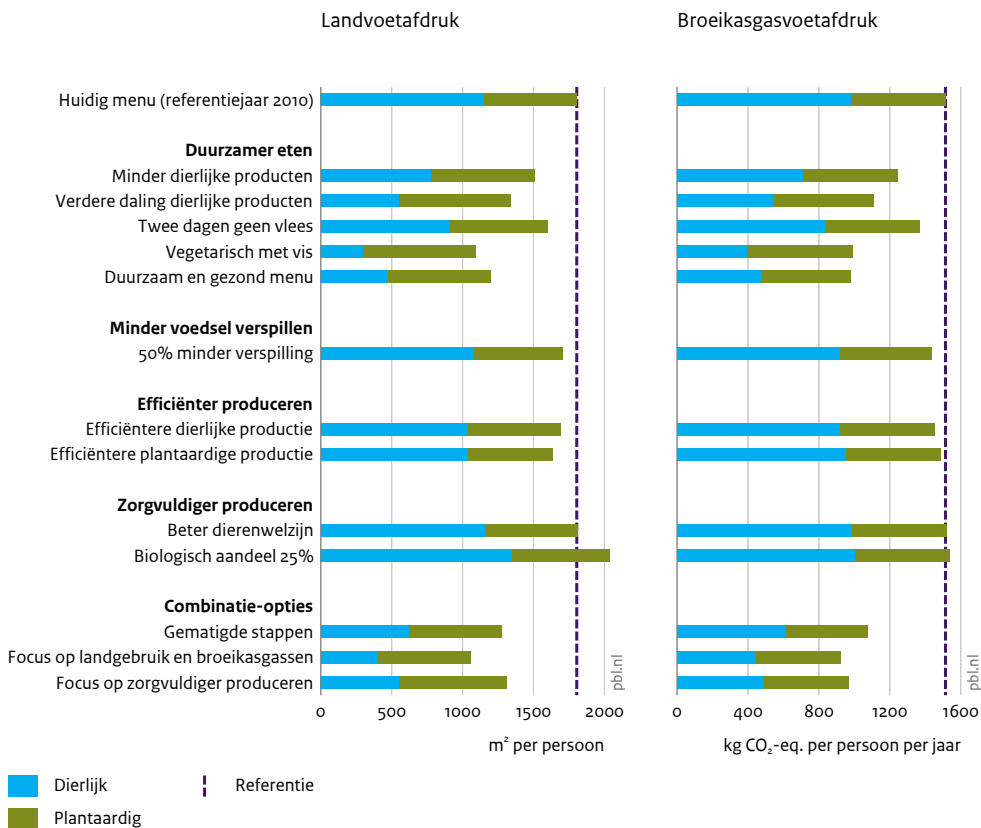 Landvoetafdruk
Broeikasgasvoetafdruk
Huidig menu (referentiejaar 2010)
Duurzamer eten
Minder dierlijke producten
Verdere daling dierlijke producten
Twee dagen geen vlees
Vegetarisch met vis
Duurzaam en gezond menu
Minder voedsel verspillen
50% minder verspilling
Efficiënter produceren
Efficiëntere dierlijke productie
Efficiëntere plantaardige productie
Zorgvuldiger produceren
Beter dierenwelzijn
Biologisch aandeel 25%
Combinatie-opties
Gematigde stappen
Focus op landgebruik en broeikasgassen
Focus op zorgvuldiger produceren
pbl.nl
pbl.nl
0 500 1000 1500 2000
0 400 800 1200 1600
m² per persoon
kg CO₂-eq. per persoon per jaar
Dierlijk
Referentie
Plantaardig